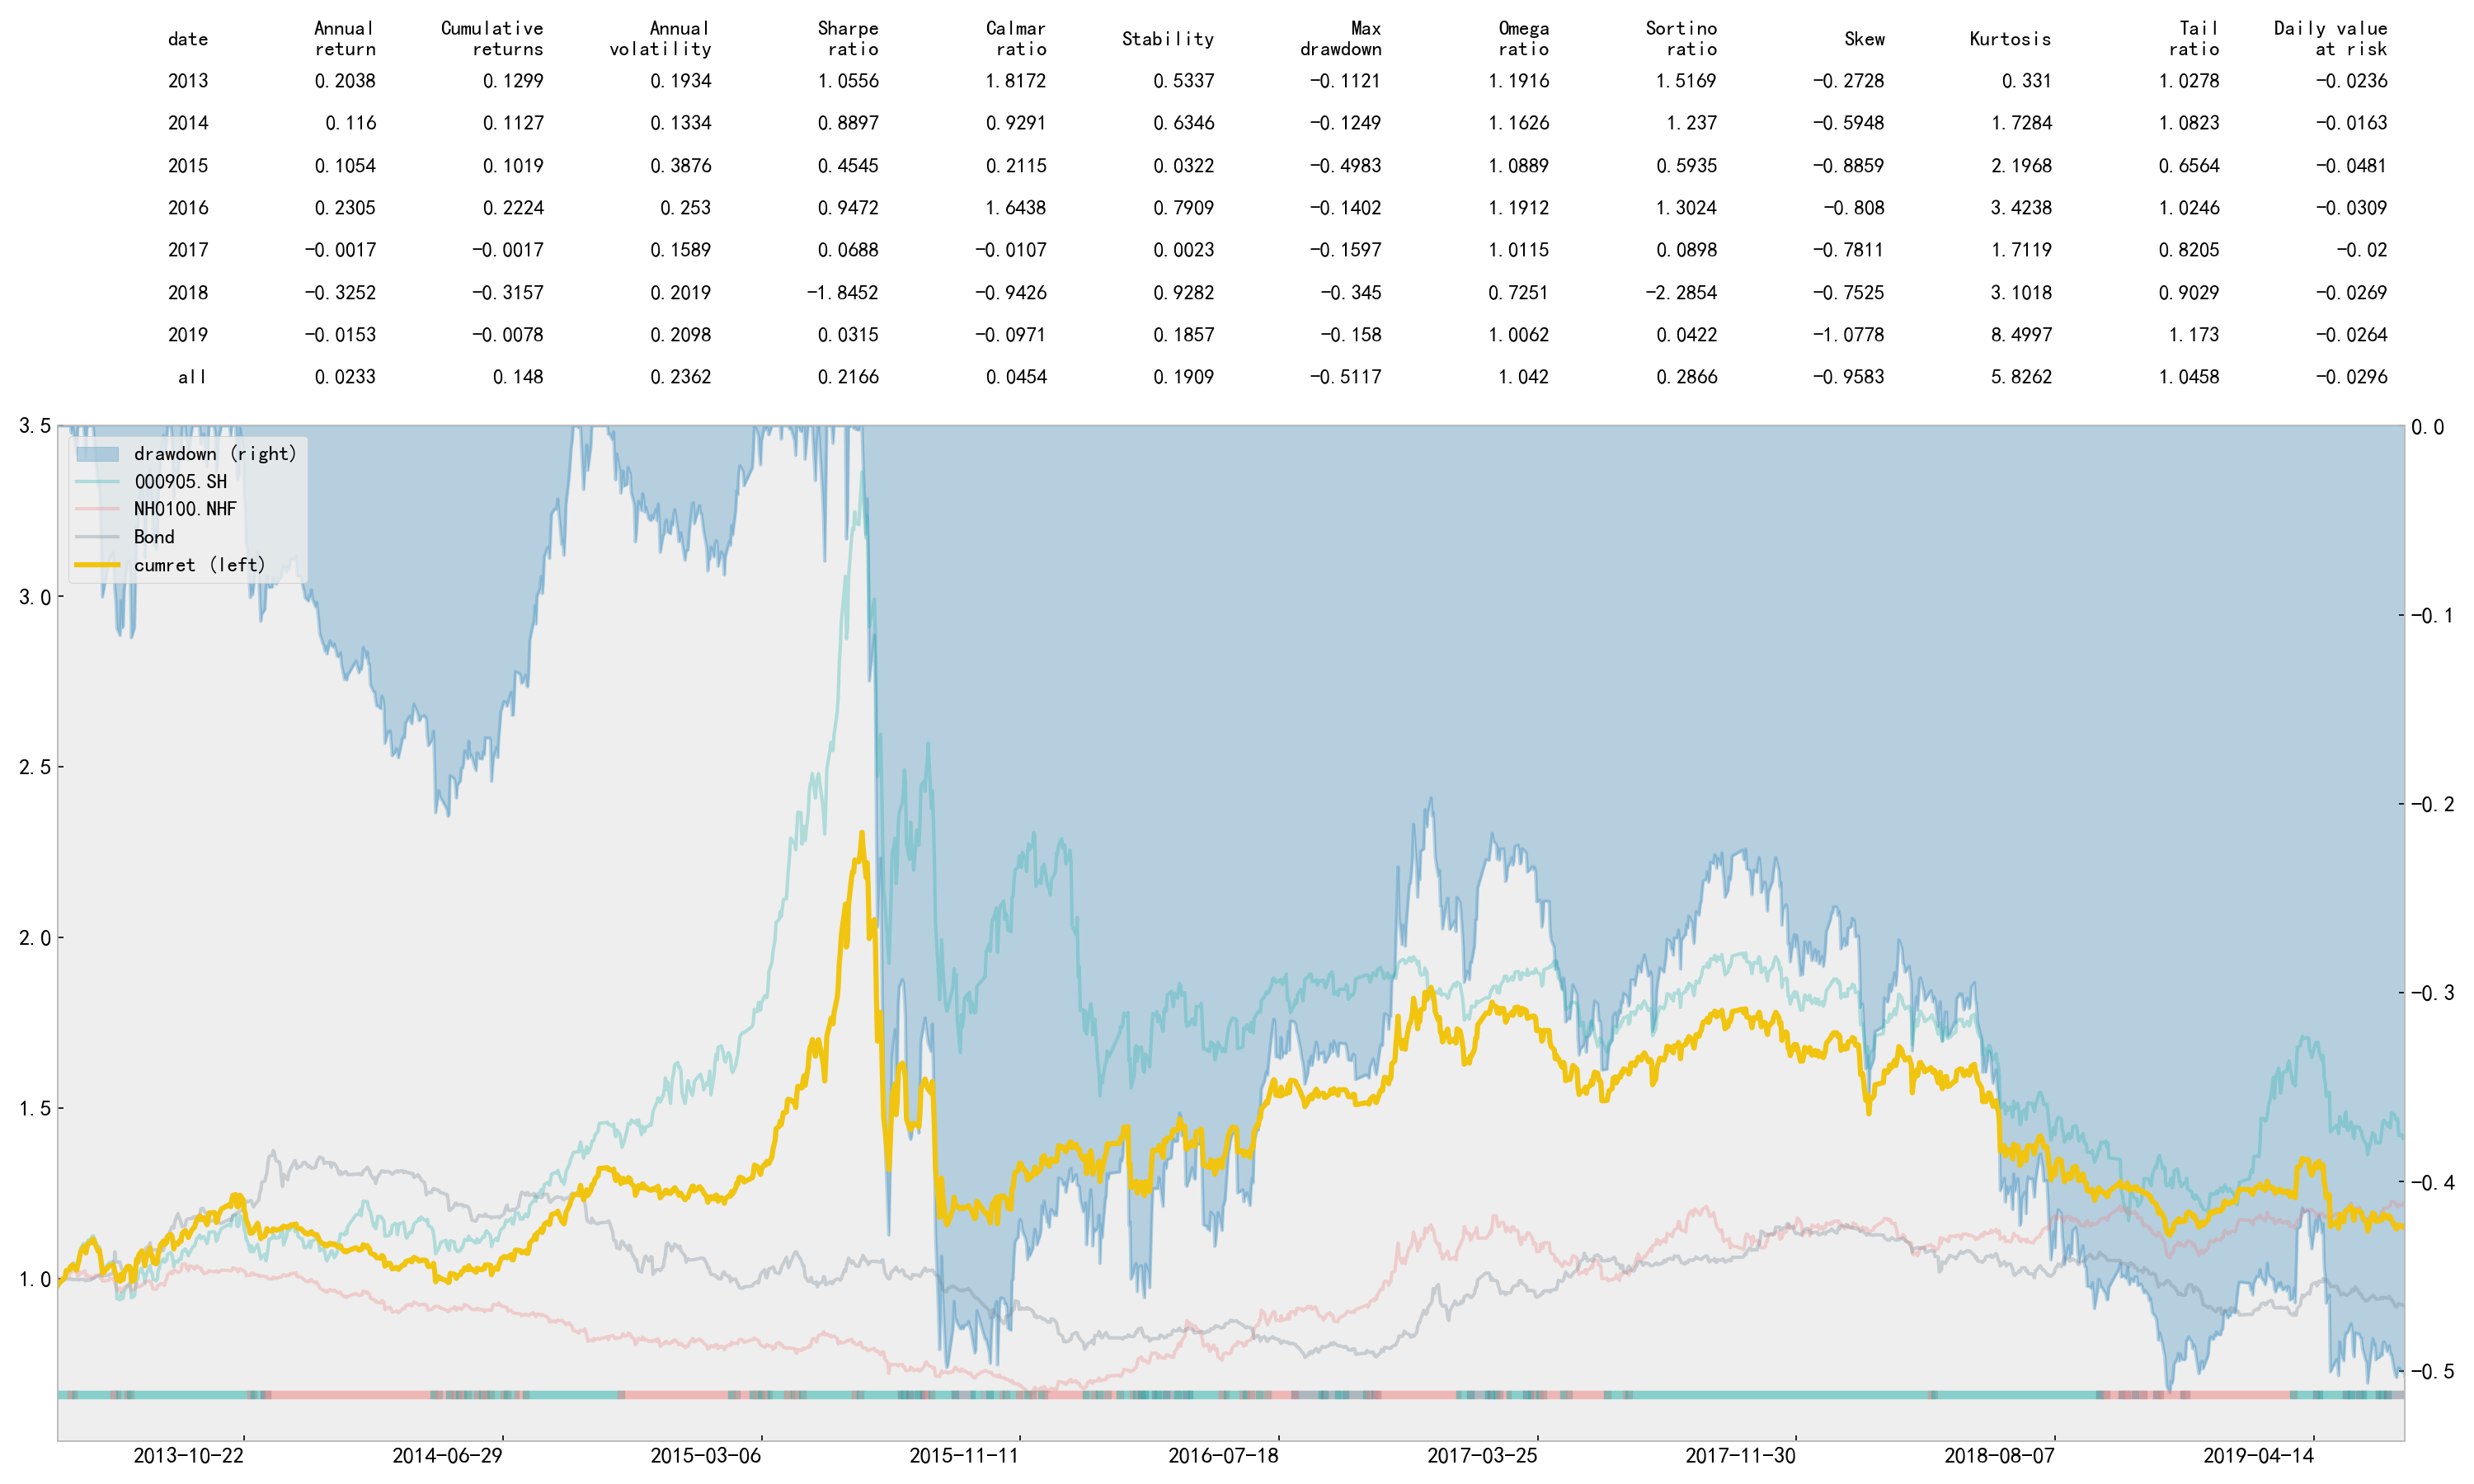 date Annual return Cumulative returns Annual volatility Sharpe ratio Calmar ratio Stability Max drawdown Omega ratio Sortino ratio Skew Kurtosis Tail ratio Daily value at risk
2013 0.2038 0.1299 0.1934 1.0556 1.8172 0.5337 −0.1121 1.1916 1.5169 −0.2728 0.331 1.0278 −0.0236
2014 0.116 0.1127 0.1334 0.8897 0.9291 0.6346 −0.1249 1.1626 1.237 −0.5948 1.7284 1.0823 −0.0163
2015 0.1054 0.1019 0.3876 0.4545 0.2115 0.0322 −0.4983 1.0889 0.5935 −0.8859 2.1968 0.6564 −0.0481
2016 0.2305 0.2224 0.253 0.9472 1.6438 0.7909 −0.1402 1.1912 1.3024 −0.808 3.4238 1.0246 −0.0309
2017 −0.0017 −0.0017 0.1589 0.0688 −0.0107 0.0023 −0.1597 1.0115 0.0898 −0.7811 1.7119 0.8205 −0.02
2018 −0.3252 −0.3157 0.2019 −1.8452 −0.9426 0.9282 −0.345 0.7251 −2.2854 −0.7525 3.1018 0.9029 −0.0269
2019 −0.0153 −0.0078 0.2098 0.0315 −0.0971 0.1857 −0.158 1.0062 0.0422 −1.0778 8.4997 1.173 −0.0264
all 0.0233 0.148 0.2362 0.2166 0.0454 0.1909 −0.5117 1.042 0.2866 −0.9583 5.8262 1.0458 −0.0296
3.5
3.0
2.5
2.0
1.5
1.0
drawdown (right)
000905.SH
NH0100.NHF
Bond
cumret (left)
0.0
−0.1
−0.2
−0.3
−0.4
−0.5
2013−10−22 2014−06−29 2015−03−06 2015−11−11 2016−07−18 2017−03−25 2017−11−30 2018−08−07 2019−04−14